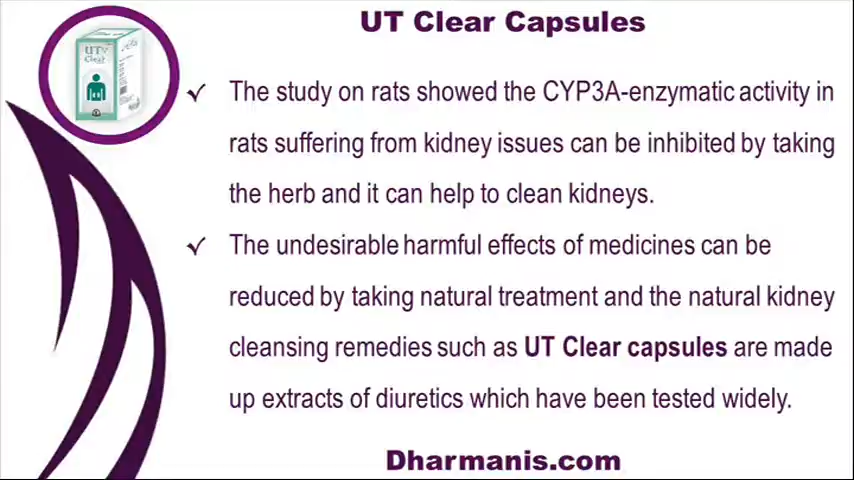 UT Clear Capsules
UT
Clear
The study on rats showed the CYP3A-enzymatic activity in
rats suffering from kidney issues can be inhibited by taking
the herb and it can help to clean kidneys.
The undesirable harmful effects of medicines can be
reduced by taking natural treatment and the natural kidney
cleansing remedies such as UT Clear capsules are made
up extracts of diuretics which have been tested widely.
Dharmanis.com